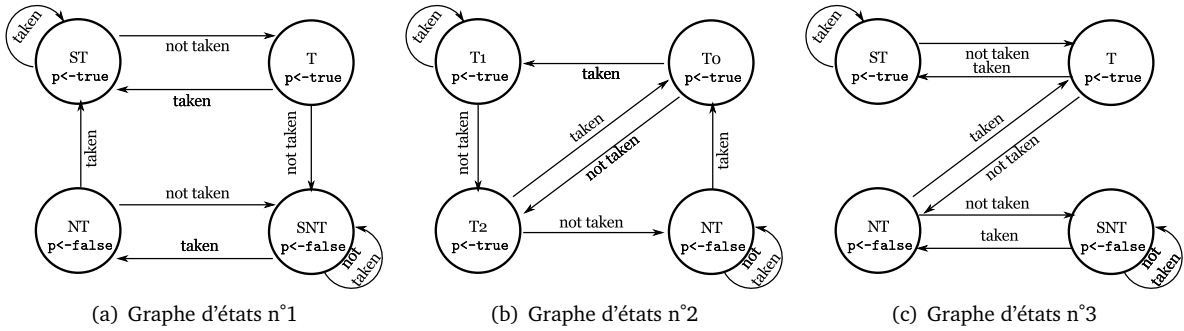 taken
ST
p<-true
not taken
T
p<-true
taken
taken
not taken
NT
p<-false
not taken
SNT
p<-false
taken
not
taken
(a) Graphe d'états n°1
taken
T1
p<-true
T0
p<-true
taken
not taken
taken
not taken
taken
T2
p<-true
not taken
NT
p<-false
not
taken
(b) Graphe d'états n°2
taken
ST
p<-true
not taken
taken
T
p<-true
taken
not taken
NT
p<-false
not taken
SNT
p<-false
taken
not
taken
(c) Graphe d'états n°3